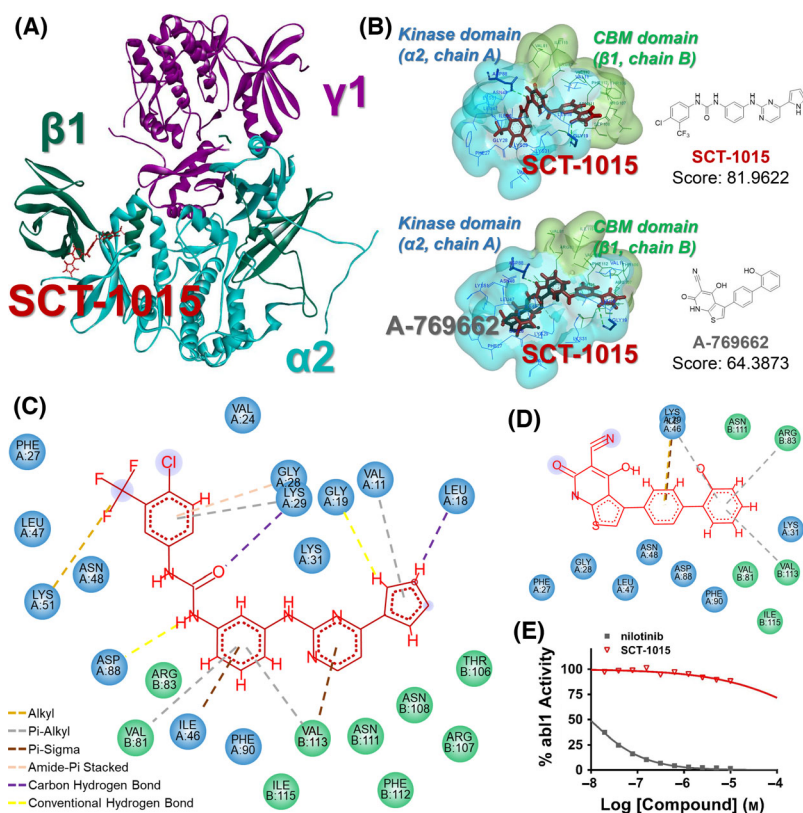 (A)
γ1
β1
SCT-1015
α2
(B)
Kinase domain
(α2, chain A)
CBM domain
(β1, chain B)
SCT-1015
SCT-1015
Score: 81.9622
Kinase domain
(α2, chain A)
CBM domain
(β1, chain B)
A-769662
SCT-1015
A-769662
Score: 64.3873
(C)
PHE
A:27
VAL
A:24
GLY
A:28
LYS
A:29
GLY
A:19
VAL
A:11
LEU
A:18
LEU
A:47
ASN
A:48
LYS
A:51
LYS
A:31
ASP
A:88
ARG
B:83
VAL
B:81
ILE
A:46
PHE
A:90
VAL
B:113
ASN
B:111
ASN
B:108
THR
B:106
ARG
B:107
PHE
B:112
ILE
B:115
Alkyl
Pi-Alkyl
Pi-Sigma
Amide-Pi Stacked
Carbon Hydrogen Bond
Conventional Hydrogen Bond
(D)
LYS
A:29
A:46
ASN
B:111
ARG
B:83
LYS
A:31
GLY
A:28
ASN
A:48
ASP
A:88
PHE
A:27
LEU
A:47
PHE
A:90
VAL
B:81
VAL
B:113
ILE
B:115
(E)
nilotinib
SCT-1015
% abl1 Activity
100
75
50
25
0
−8 −7 −6 −5 −4
Log [Compound] (M)